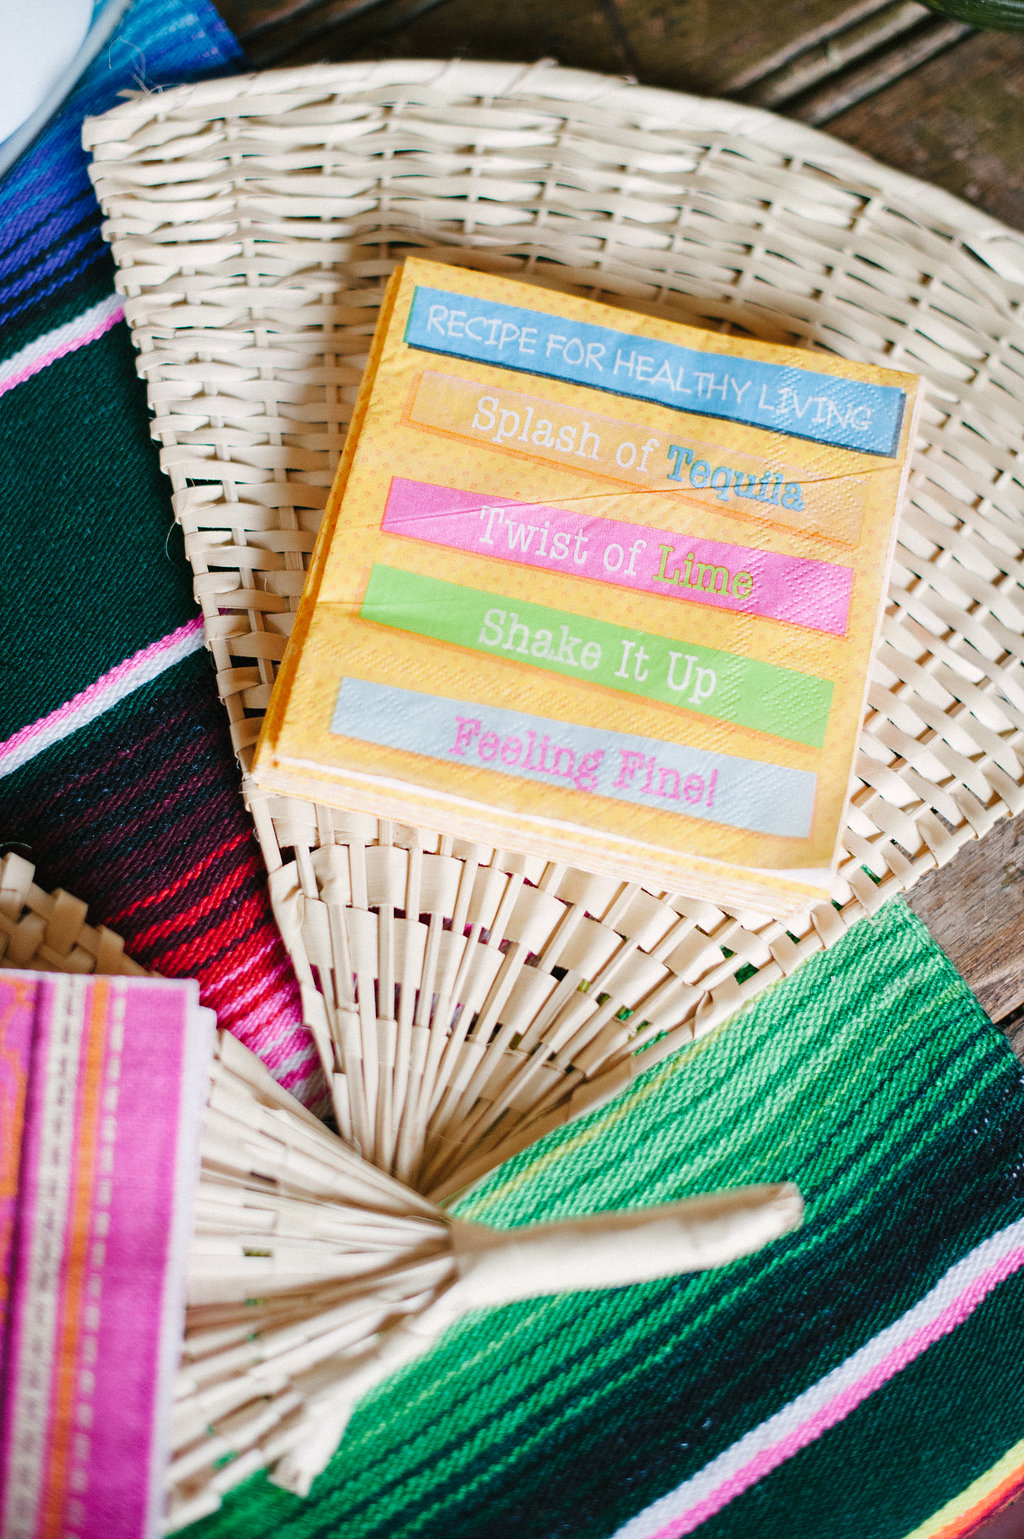 RECIPE FOR HEALTHY LIVING
Splash of Tequila
Twist of Lime
Shake It Up
Feeling Fine!